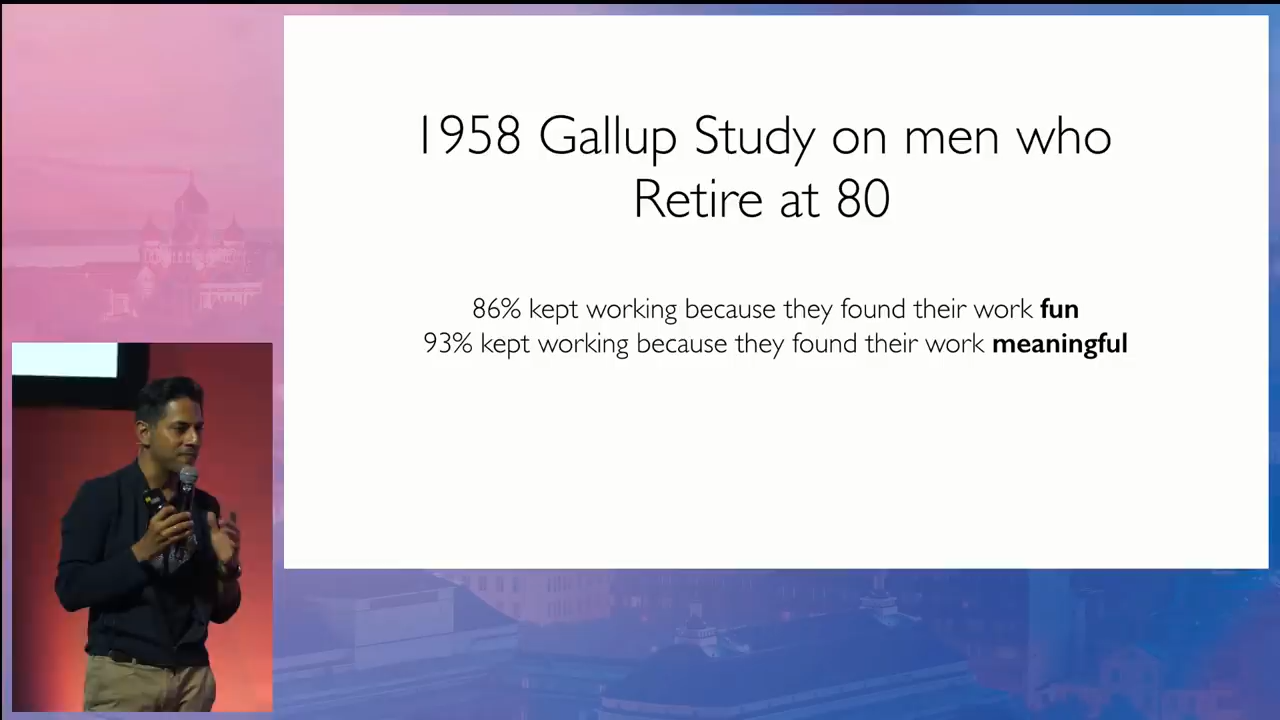 1958 Gallup Study on men who
Retire at 80
86% kept working because they found their work fun
93% kept working because they found their work meaningful